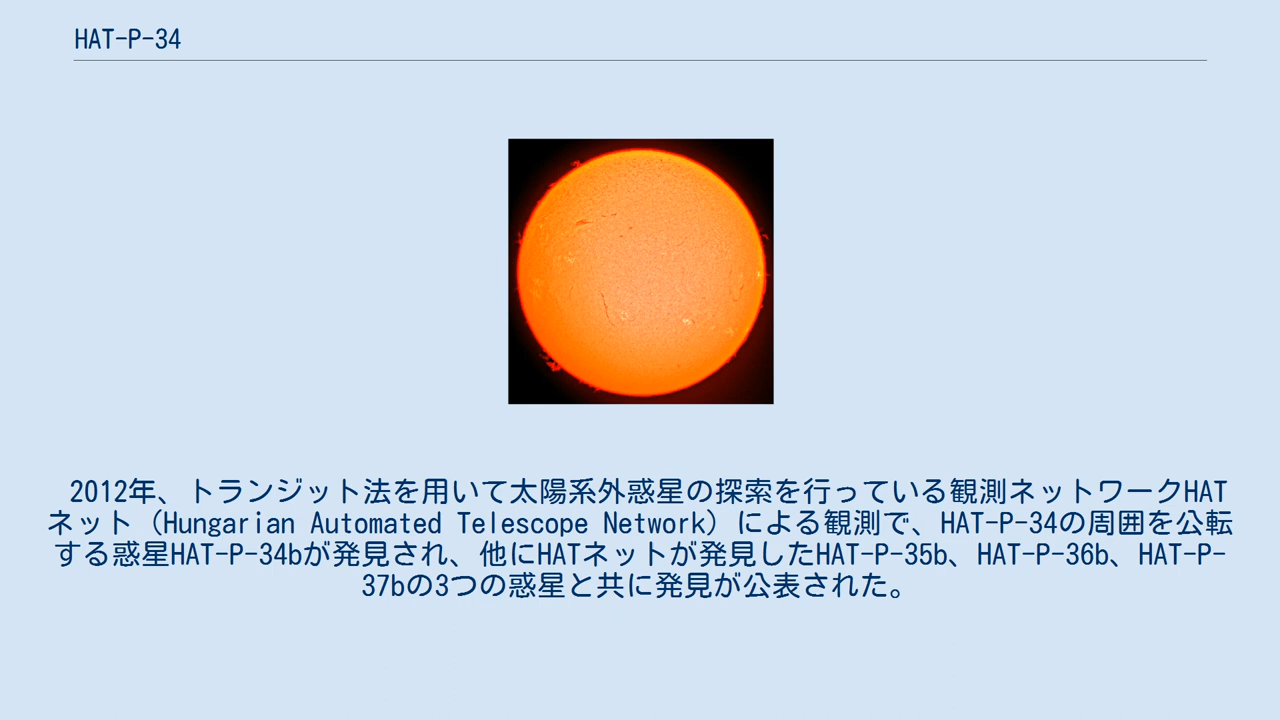 HAT-P-34
2012年、トランジット法を用いて太陽系外惑星の探索を行っている観測ネットワークHAT
ネット（Hungarian Automated Telescope Network）による観測で、HAT-P-34の周囲を公転
する惑星HAT-P-34bが発見され、他にHATネットが発見したHAT-P-35b、HAT-P-36b、HAT-P-
37bの3つの惑星と共に発見が公表された。